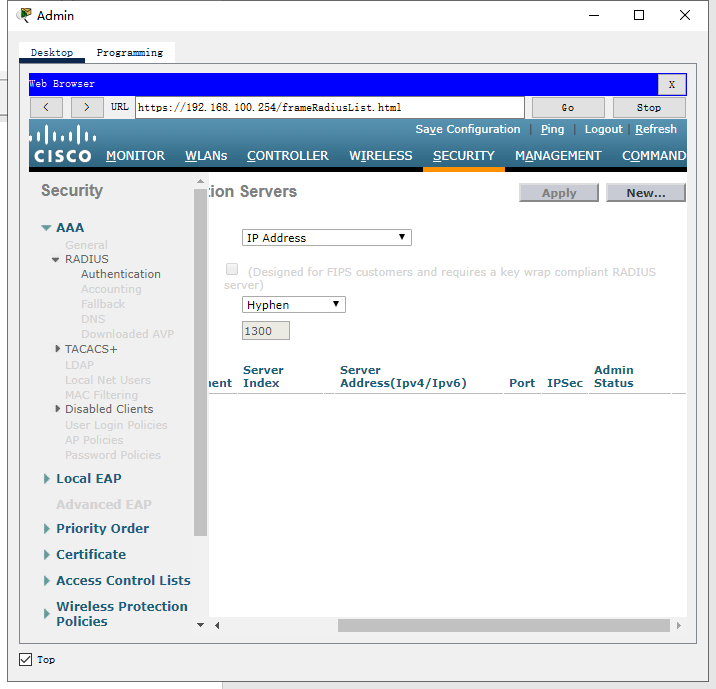 Admin
Desktop Programming
Web Browser X
< > URL https://192.168.100.254/frameRadiusList.html Go Stop
Save Configuration | Ping | Logout | Refresh
CISCO MONITOR WLANs CONTROLLER WIRELESS SECURITY MANAGEMENT COMMAND
Security
tion Servers Apply New...
AAA
General
RADIUS
Authentication
Accounting
Fallback
DNS
Downloaded AVP
TACACS+
LDAP
Local Net Users
MAC Filtering
Disabled Clients
User Login Policies
AP Policies
Password Policies
Local EAP
Advanced EAP
Priority Order
Certificate
Access Control Lists
Wireless Protection
Policies
IP Address
(Designed for FIPS customers and requires a key wrap compliant RADIUS
server)
Hyphen
1300
Server Server Admin
nent Index Address(Ipv4/Ipv6) Port IPSec Status
Top